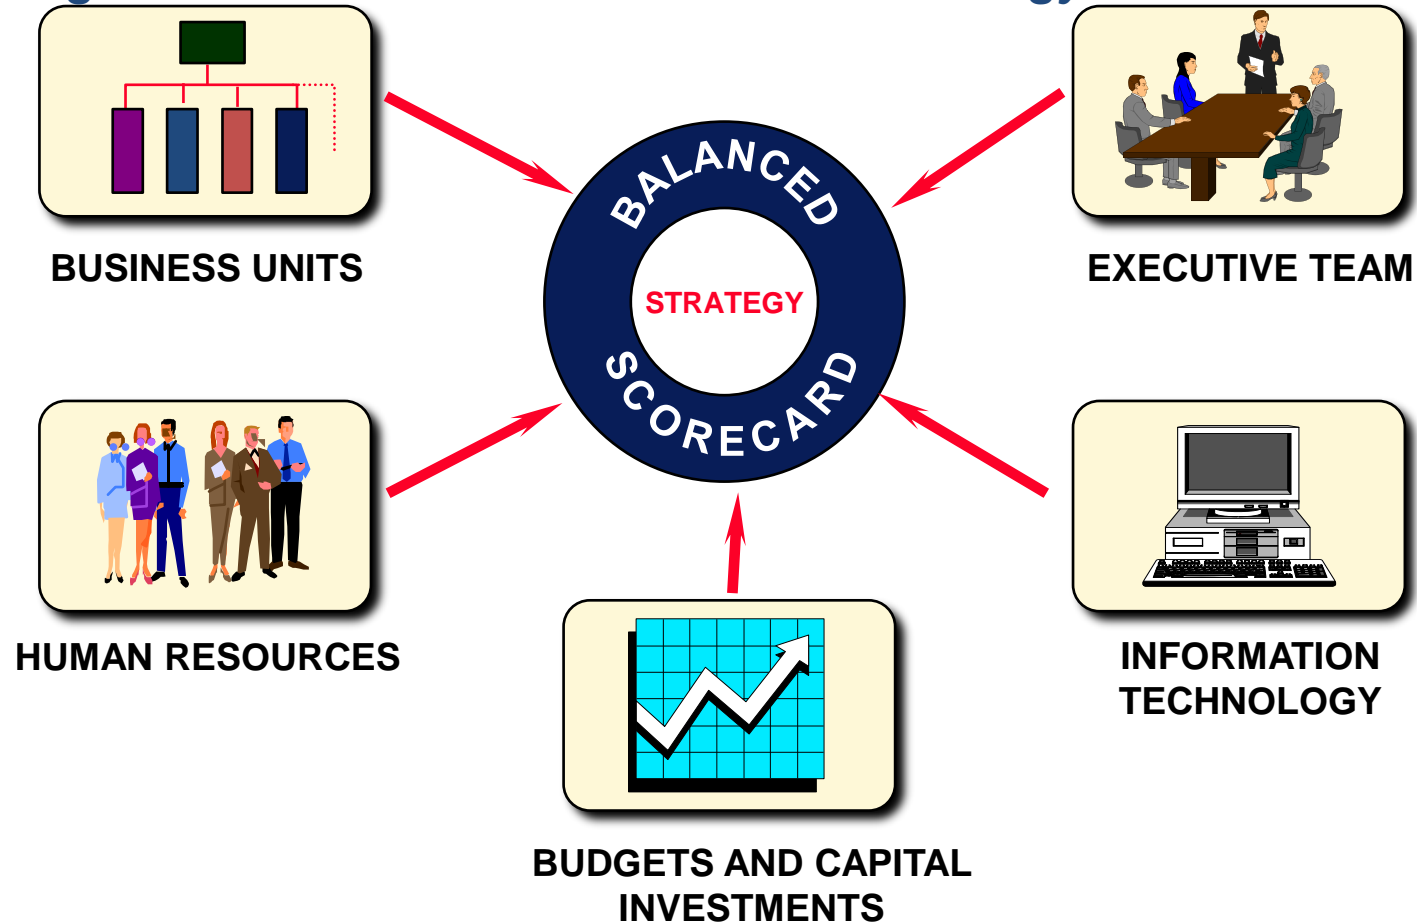 BUSINESS UNITS
EXECUTIVE TEAM
BALANCED
STRATEGY
SCORECARD
HUMAN RESOURCES
INFORMATION
TECHNOLOGY
BUDGETS AND CAPITAL
INVESTMENTS